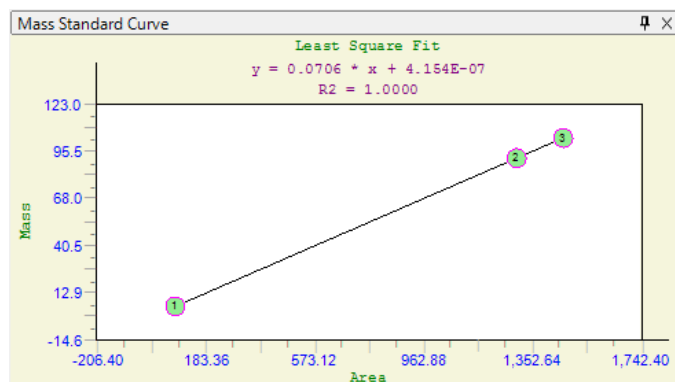 Mass Standard Curve
Least Square Fit
y = 0.0706 * x + 4.154E-07
R2 = 1.0000
123.0
95.5
68.0
40.5
12.9
-14.6
Mass
1
2
3
-206.40 183.36 573.12 962.88 1,352.64 1,742.40
Area